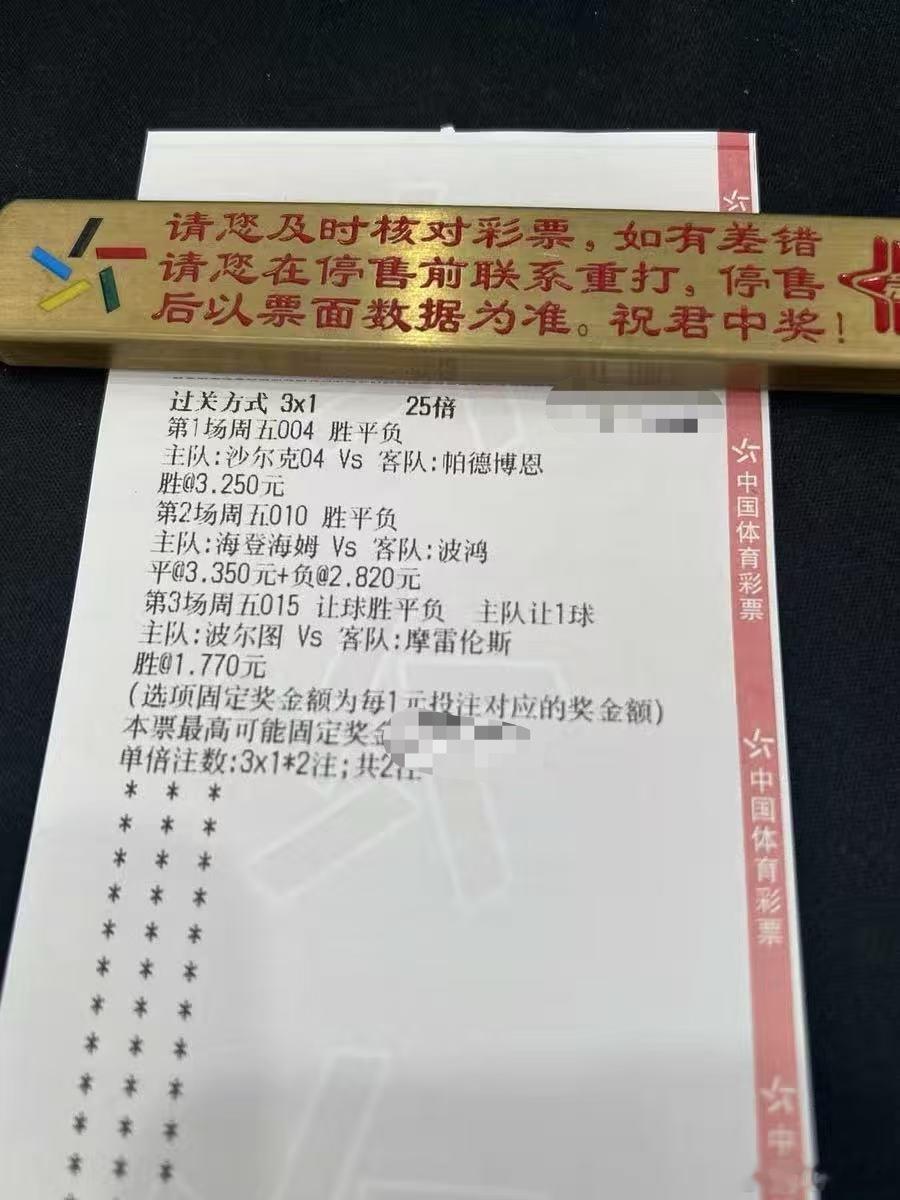 请您及时核对彩票，如有差错
请您在停售前联系重打，停售
后以票面数据为准。祝君中奖！
过关方式 3x1 25倍
第1场周五004 胜平负
主队:沙尔克04 Vs 客队:帕德博恩
胜@3.250元
第2场周五010 胜平负
主队:海登海姆 Vs 客队:波鸿
平@3.350元+负@2.820元
第3场周五015 让球胜平负 主队让1球
主队:波尔图 Vs 客队:摩雷伦斯
胜@1.770元
(选项固定奖金额为每1元投注对应的奖金额)
本票最高可能固定奖金
单倍注数:3x1*2注;共2注
* * *
* * *
* * *
* * *
* * *
* * *
* * *
* * *
* * *
* * *
* * *
中国体育彩票
中国体育彩票
中